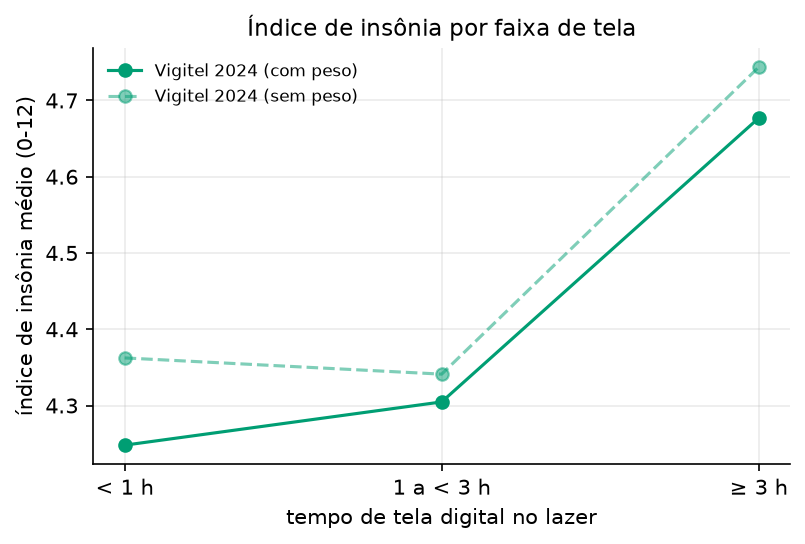 Índice de insônia por faixa de tela
Vigitel 2024 (com peso)
Vigitel 2024 (sem peso)
índice de insônia médio (0-12)
4.7
4.6
4.5
4.4
4.3
< 1 h
1 a < 3 h
≥ 3 h
tempo de tela digital no lazer